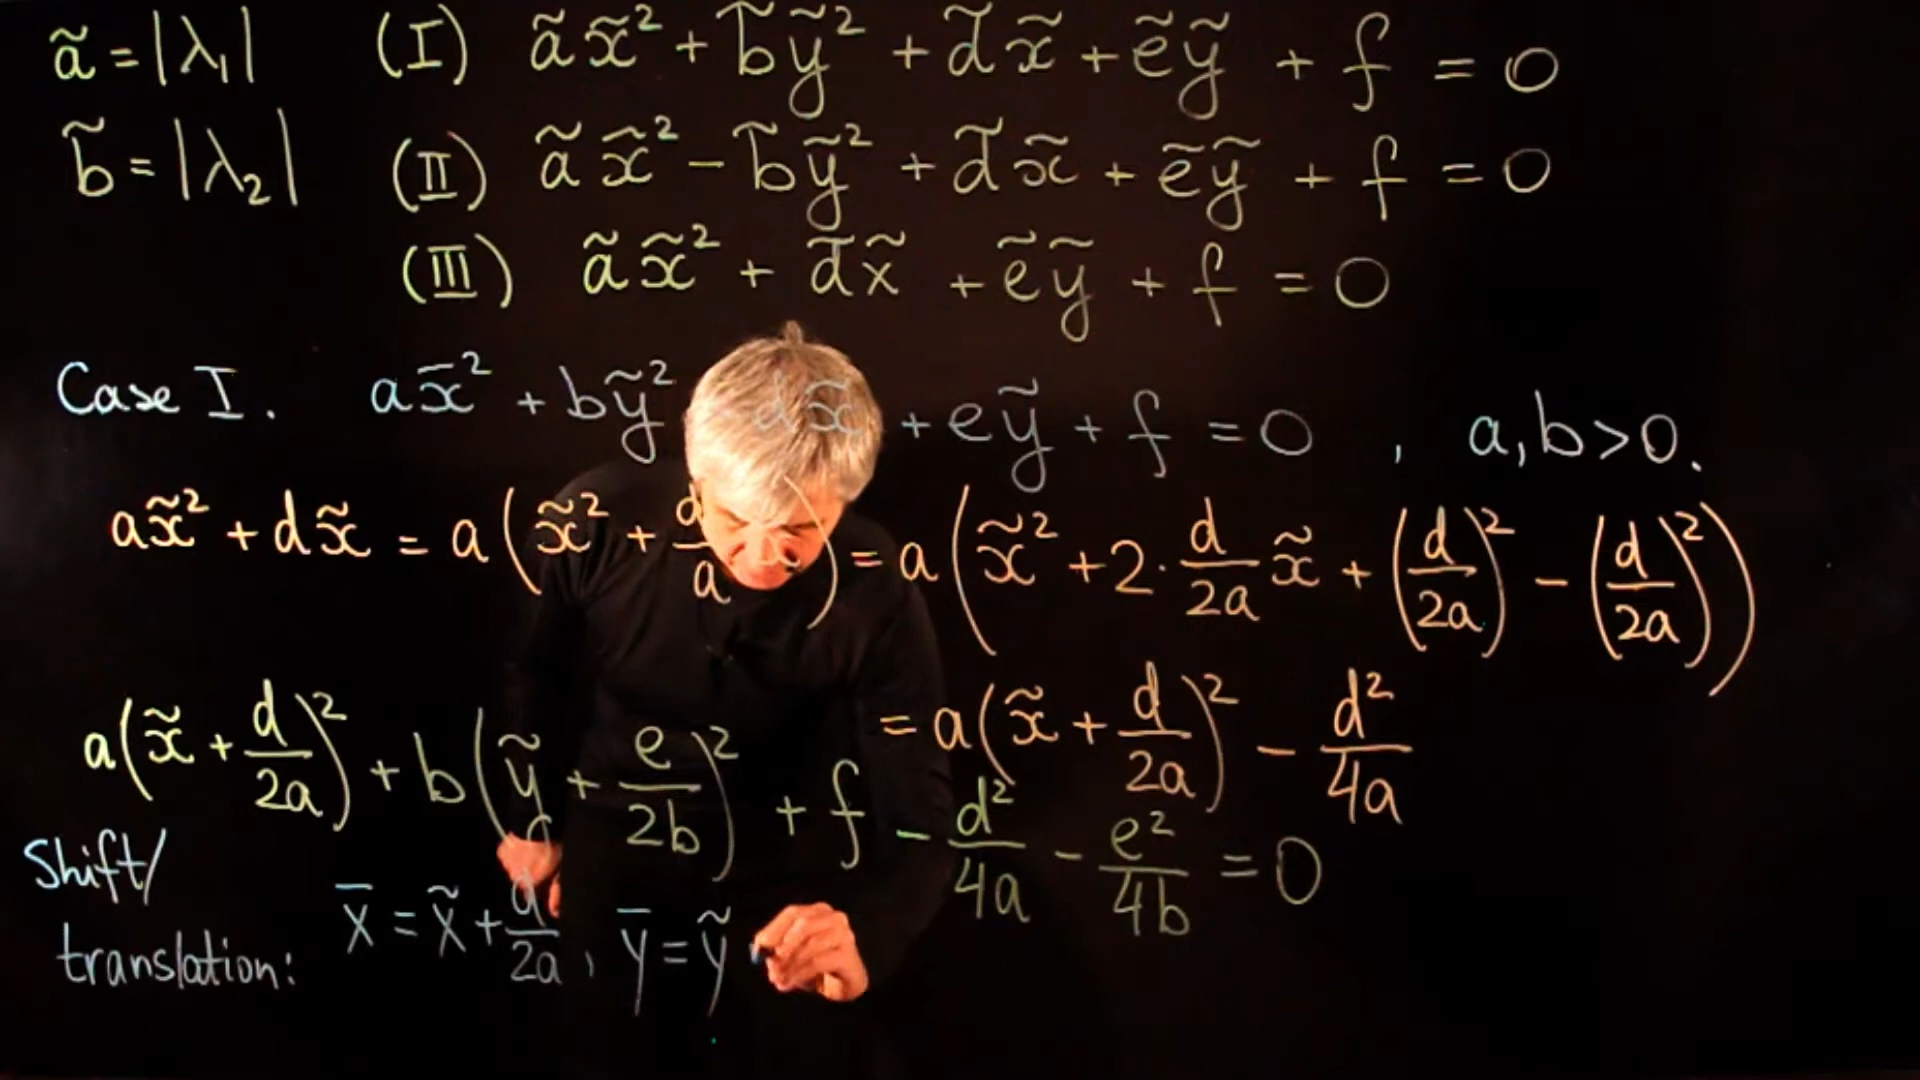 ã = |λ₁| (I) ãx̃² + b̃ỹ² + d̃x̃ + ẽỹ + f = 0
b̃ = |λ₂| (II) ãx̃² - b̃ỹ² + d̃x̃ + ẽỹ + f = 0
(III) ãx̃² + d̃x̃ + ẽỹ + f = 0
Case I. ax̃² + bỹ² dx̃ + eỹ + f = 0 , a,b>0.
ax̃² + dx̃ = a(x̃² + d/a x̃) = a(x̃² + 2·d/2a x̃ + (d/2a)² - (d/2a)²)
= a(x̃ + d/2a)² - d²/4a
a(x̃ + d/2a)² + b(ỹ + e/2b)² + f - d²/4a - e²/4b = 0
Shift/
translation: x̄ = x̃ + d/2a , ȳ = ỹ